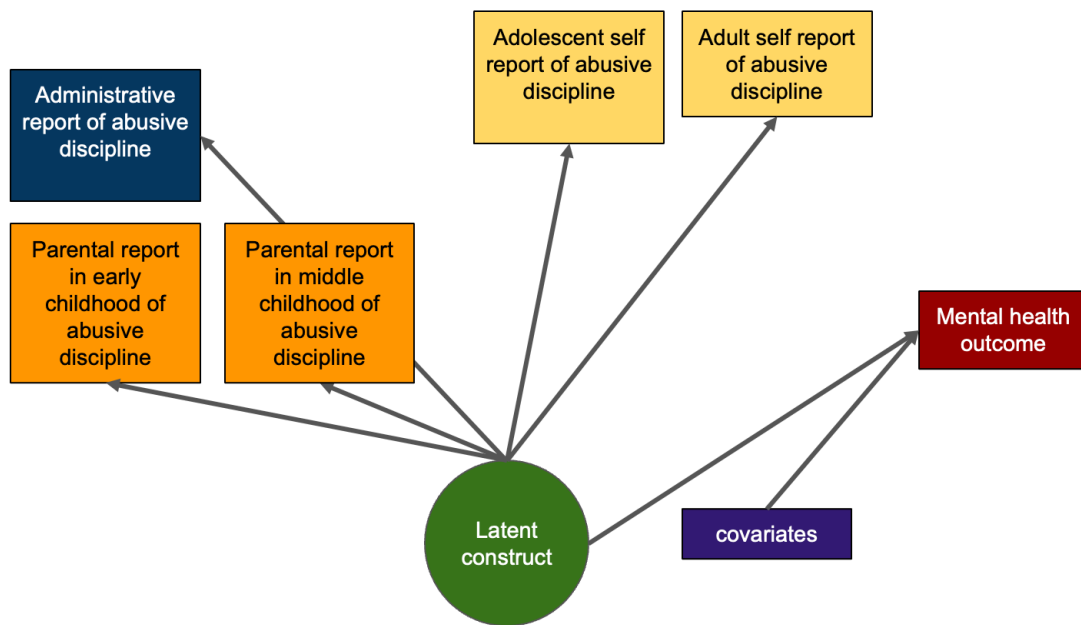 Administrative
report of abusive
discipline
Adolescent self
report of abusive
discipline
Adult self report
of abusive
discipline
Parental report
in early
childhood of
abusive
discipline
Parental report
in middle
childhood of
abusive
discipline
Mental health
outcome
Latent
construct
covariates